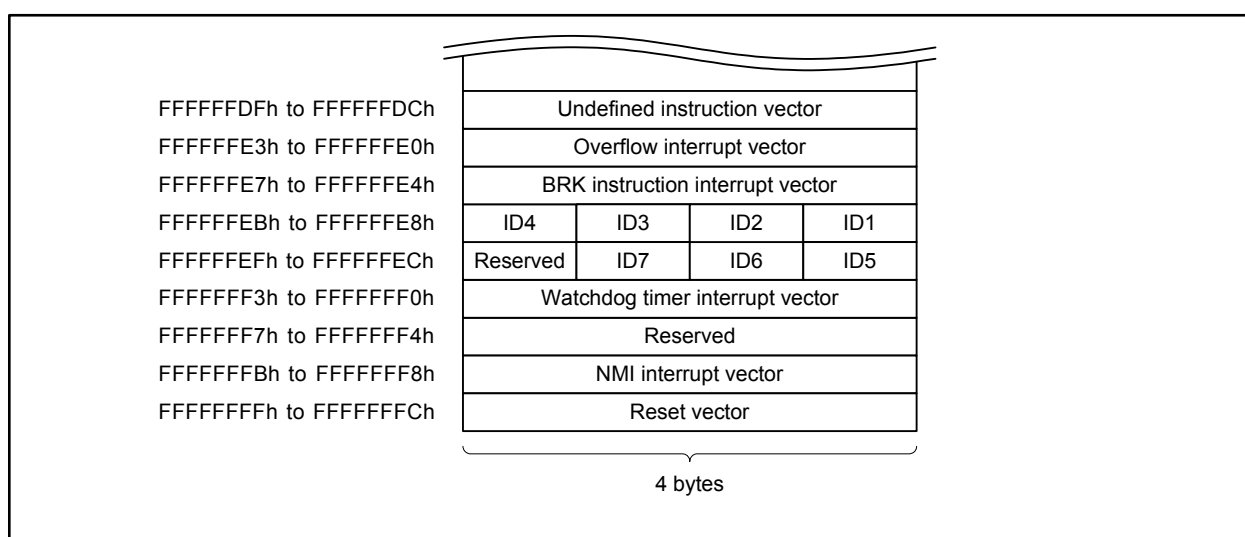 FFFFFFDFh to FFFFFFDCh Undefined instruction vector
FFFFFFE3h to FFFFFFE0h Overflow interrupt vector
FFFFFFE7h to FFFFFFE4h BRK instruction interrupt vector
FFFFFFEBh to FFFFFFE8h ID4 ID3 ID2 ID1
FFFFFFEFh to FFFFFFECh Reserved ID7 ID6 ID5
FFFFFFF3h to FFFFFFF0h Watchdog timer interrupt vector
FFFFFFF7h to FFFFFFF4h Reserved
FFFFFFFBh to FFFFFFF8h NMI interrupt vector
FFFFFFFFh to FFFFFFFCh Reset vector
4 bytes